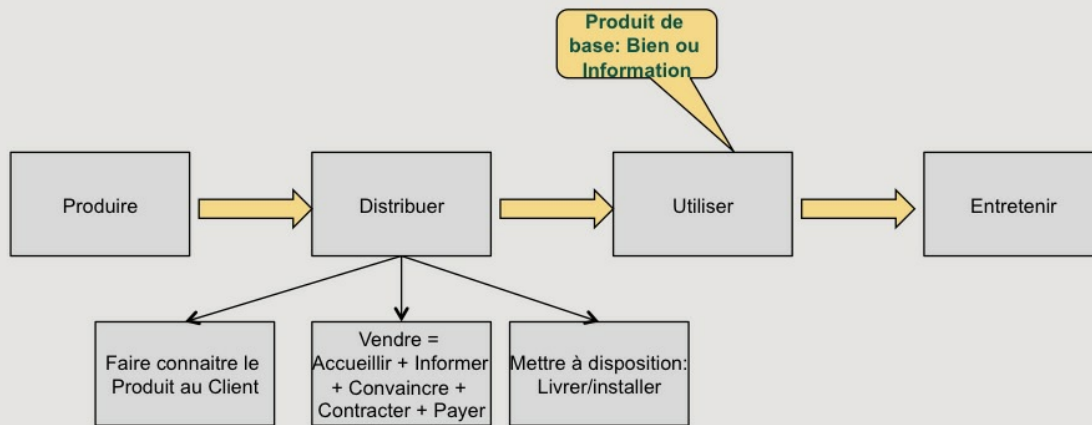 Produit de
base: Bien ou
Information
Produire
Distribuer
Utiliser
Entretenir
Faire connaitre le
Produit au Client
Vendre =
Accueillir + Informer
+ Convaincre +
Contracter + Payer
Mettre à disposition:
Livrer/installer